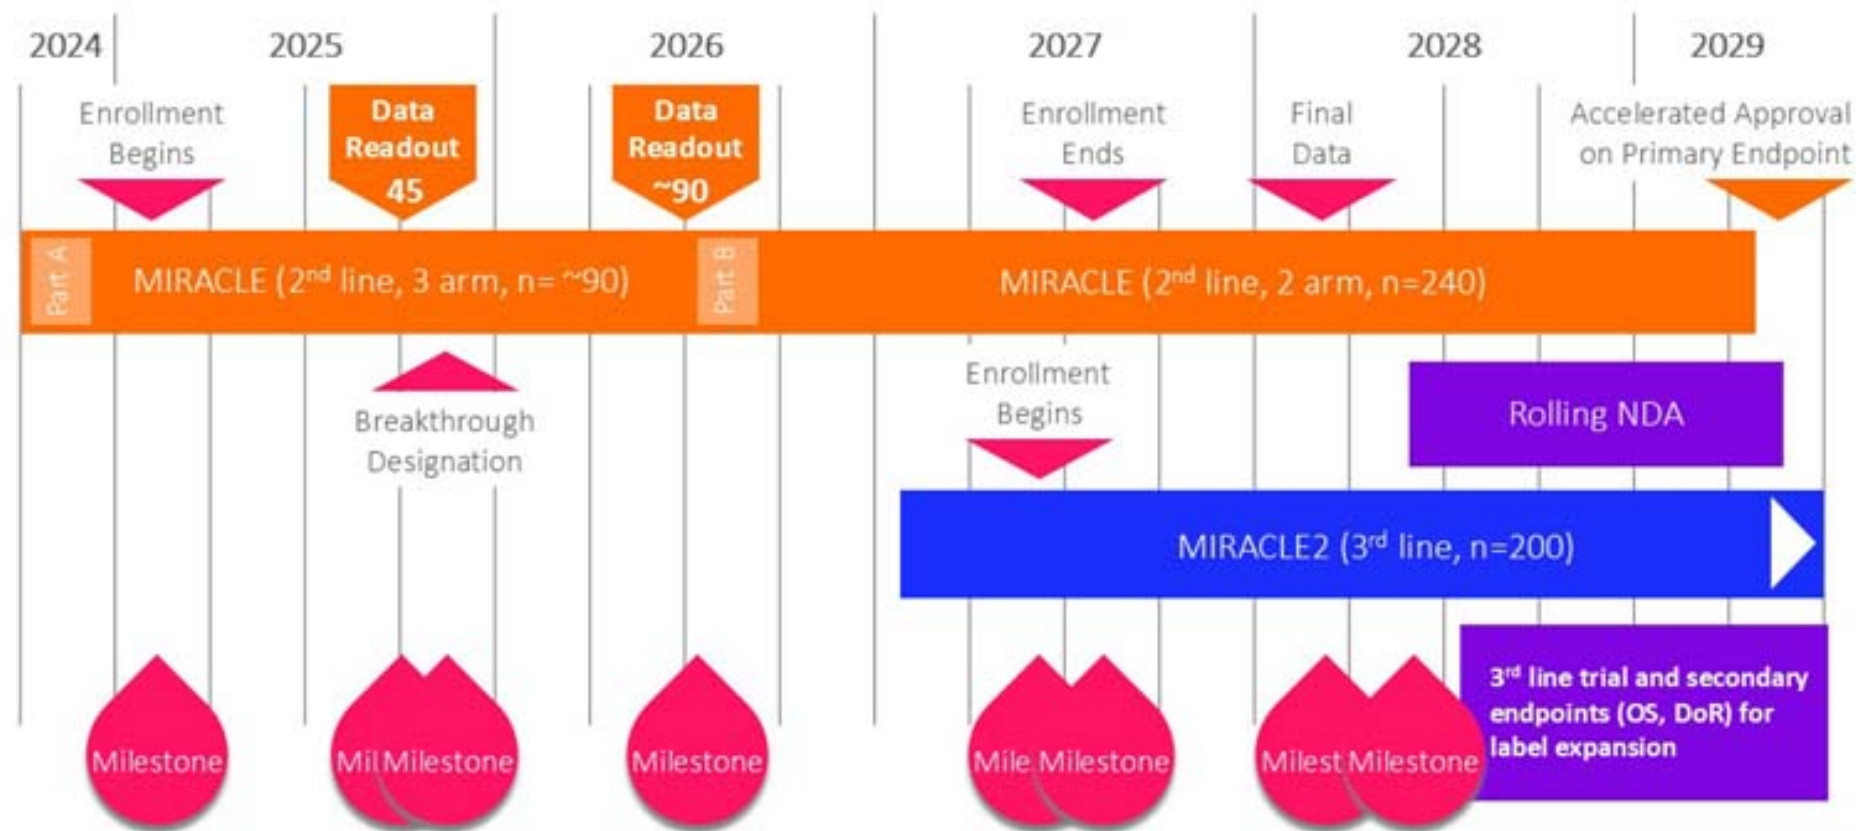 2024
2025
2026
2027
2028
2029
Enrollment
Begins
Data
Readout
45
Data
Readout
~90
Enrollment
Ends
Final
Data
Accelerated Approval
on Primary Endpoint
Part A
MIRACLE (2nd line, 3 arm, n= ~90)
Part B
MIRACLE (2nd line, 2 arm, n=240)
Breakthrough
Designation
Enrollment
Begins
Rolling NDA
MIRACLE2 (3rd line, n=200)
3rd line trial and secondary
endpoints (OS, DoR) for
label expansion
Milestone
Mil
Milestone
Milestone
Mile
Milestone
Milest
Milestone